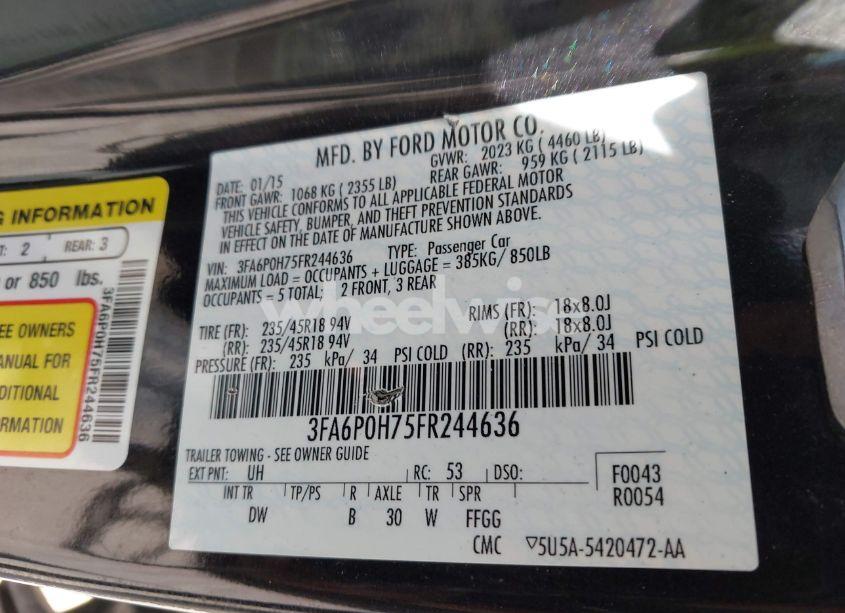 MFD. BY FORD MOTOR CO.
DATE: 01/15 GVWR: 2023 KG ( 4460 LB)
FRONT GAWR: 1068 KG ( 2355 LB) REAR GAWR: 959 KG ( 2115 LB)
THIS VEHICLE CONFORMS TO ALL APPLICABLE FEDERAL MOTOR
VEHICLE SAFETY, BUMPER, AND THEFT PREVENTION STANDARDS
IN EFFECT ON THE DATE OF MANUFACTURE SHOWN ABOVE.
VIN: 3FA6P0H75FR244636 TYPE: Passenger Car
MAXIMUM LOAD = OCCUPANTS + LUGGAGE = 385KG/ 850LB
OCCUPANTS = 5 TOTAL; 2 FRONT, 3 REAR
RIMS (FR): 18x8.0J
TIRE (FR): 235/45R18 94V (RR): 18x8.0J
(RR): 235/45R18 94V
PRESSURE (FR): 235 kPa/ 34 PSI COLD (RR): 235 kPa/ 34 PSI COLD
3FA6P0H75FR244636
TRAILER TOWING - SEE OWNER GUIDE
EXT PNT: UH RC: 53 DSO: F0043
R0054
INT TR TP/PS R AXLE TR SPR
DW B 30 W FFGG
CMC ▽5U5A-5420472-AA
INFORMATION
2 REAR: 3
or 850 lbs.
EE OWNERS
ANUAL FOR
DITIONAL
ORMATION
3FA6P0H75FR244636
wheelwis